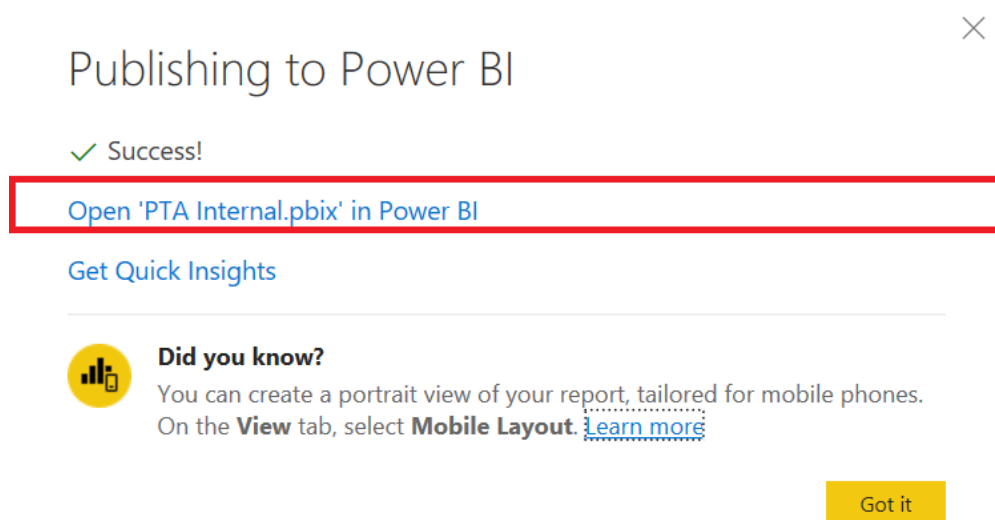 Publishing to Power BI
Success!
Open 'PTA Internal.pbix' in Power BI
Get Quick Insights
Did you know?
You can create a portrait view of your report, tailored for mobile phones.
On the View tab, select Mobile Layout. Learn more
Got it